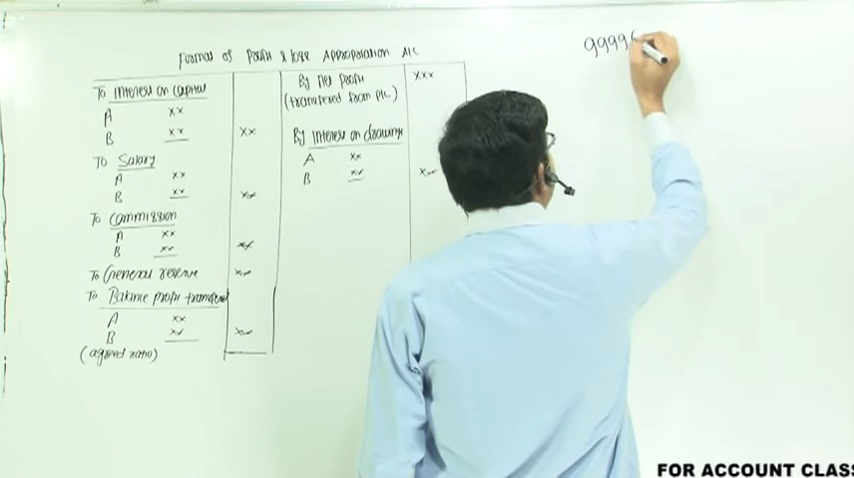 Format of Profit & loss Appropriation A/C
To Interest on capital
A xx
B xx xx
To Salary
A xx
B xx xx
To Commission
A xx
B xx xx
To General reserve xx
To Balance profit transferred
A xx
B xx xx
(agreed ratio)
By Net profit xxx
(transfered from P/L)
By Interest on drawings
A xx
B xx xx
9999
FOR ACCOUNT CLASS